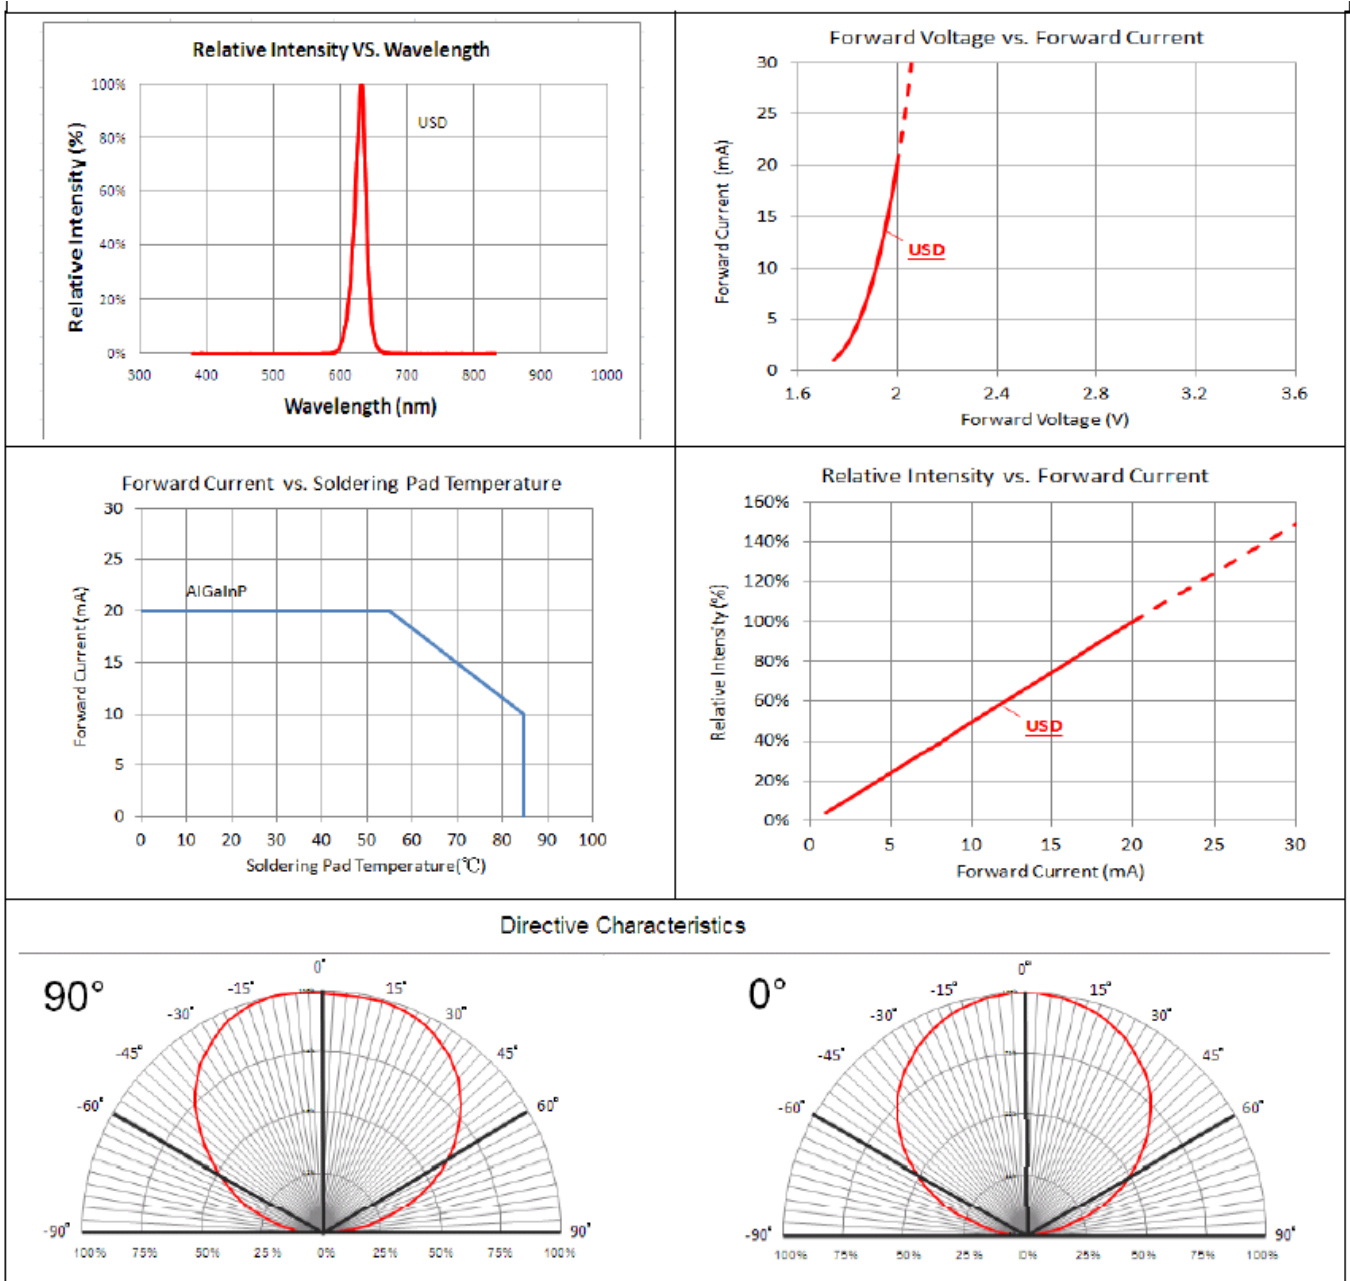 Relative Intensity VS. Wavelength
Relative Intensity (%)
100%
80%
60%
40%
20%
0%
USD
300 400 500 600 700 800 900 1000
Wavelength (nm)
Forward Voltage vs. Forward Current
Forward Current (mA)
30
25
20
15
10
5
0
USD
1.6 2 2.4 2.8 3.2 3.6
Forward Voltage (V)
Forward Current vs. Soldering Pad Temperature
Forward Current (mA)
30
25
20
15
10
5
0
AlGaInP
0 10 20 30 40 50 60 70 80 90 100
Soldering Pad Temperature(℃)
Relative Intensity vs. Forward Current
Relative Intensity (%)
160%
140%
120%
100%
80%
60%
40%
20%
0%
USD
0 5 10 15 20 25 30
Forward Current (mA)
Directive Characteristics
90°
0°
-15° 15°
-30° 30°
-45° 45°
-60° 60°
-90° 90°
100% 75% 50% 25% 0% 25% 50% 75% 100%
0°
0°
-15° 15°
-30° 30°
-45° 45°
-60° 60°
-90° 90°
100% 75% 50% 25% 0% 25% 50% 75% 100%